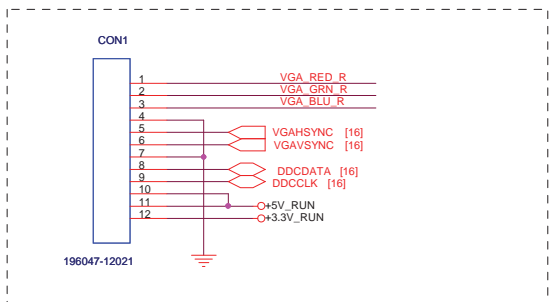 CON1
1 VGA_RED_R
2 VGA_GRN_R
3 VGA_BLU_R
4
5 VGAHSYNC [16]
6 VGAVSYNC [16]
7
8 DDCDATA [16]
9 DDCCLK [16]
10
11 +5V_RUN
12 +3.3V_RUN
196047-12021